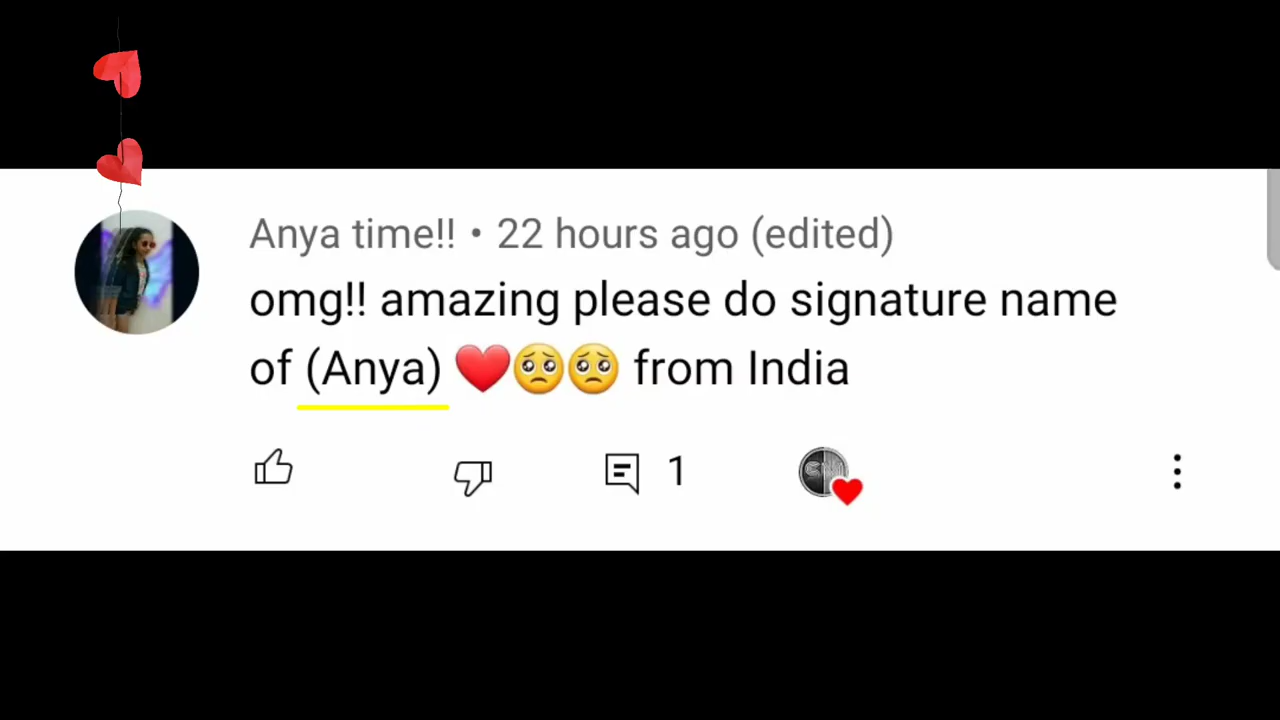 Anya time!! • 22 hours ago (edited)
omg!! amazing please do signature name
of (Anya) ❤️🥺🥺 from India
1